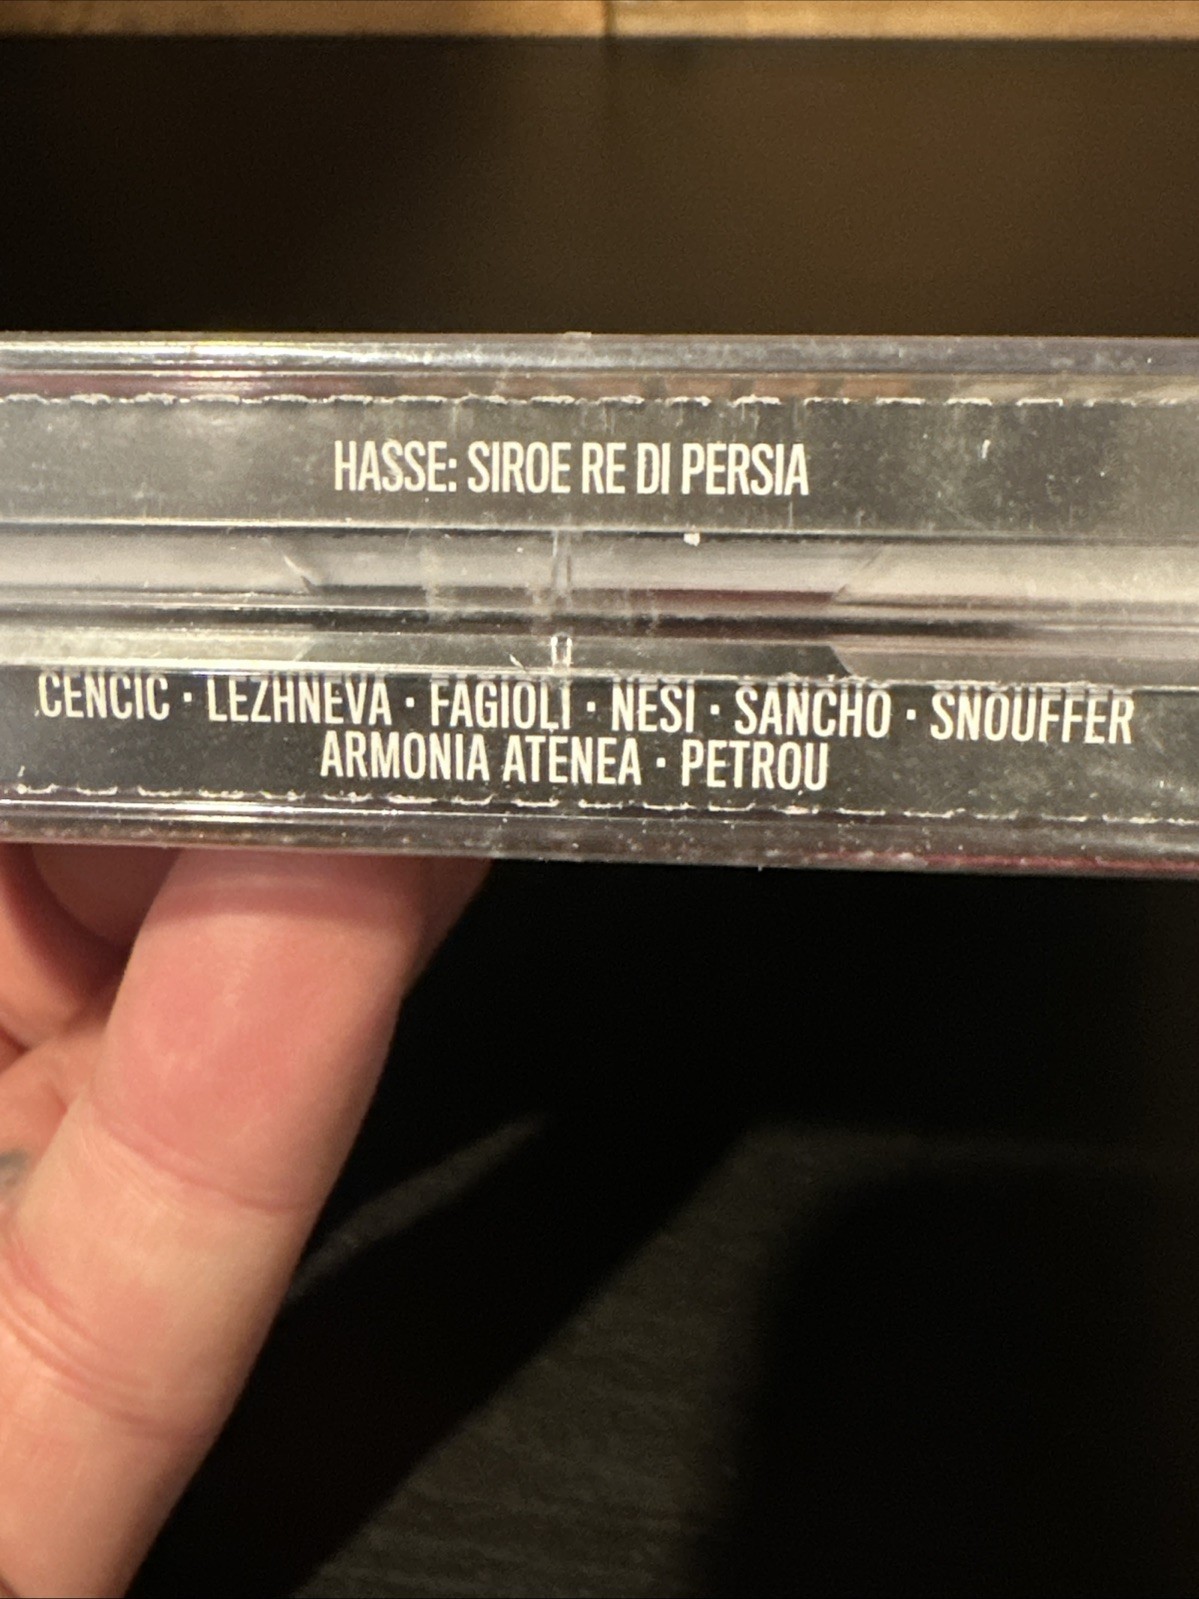 HASSE: SIROE RE DI PERSIA
CENCIC · LEZHNEVA · FAGIOLI · NESI · SANCHO · SNOUFFER
ARMONIA ATENEA · PETROU